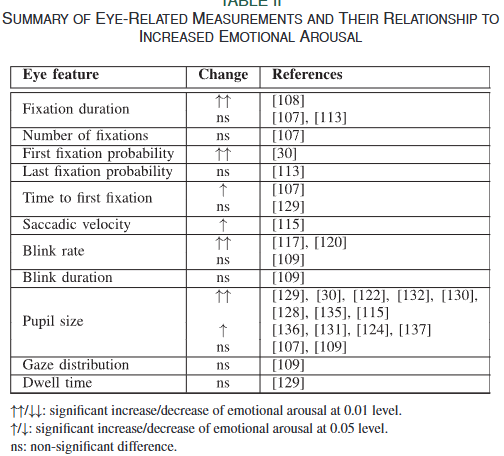 TABLE II
SUMMARY OF EYE-RELATED MEASUREMENTS AND THEIR RELATIONSHIP TO
INCREASED EMOTIONAL AROUSAL
Eye feature Change References
Fixation duration ↑↑ [108]
ns [107], [113]
Number of fixations ns [107]
First fixation probability ↑↑ [30]
Last fixation probability ns [113]
Time to first fixation ↑ [107]
ns [129]
Saccadic velocity ↑ [115]
Blink rate ↑↑ [117], [120]
ns [109]
Blink duration ns [109]
Pupil size ↑↑ [129], [30], [122], [132], [130],
[128], [135], [115]
↑ [136], [131], [124], [137]
ns [107], [109]
Gaze distribution ns [109]
Dwell time ns [129]
↑↑/↓↓: significant increase/decrease of emotional arousal at 0.01 level.
↑/↓: significant increase/decrease of emotional arousal at 0.05 level.
ns: non-significant difference.